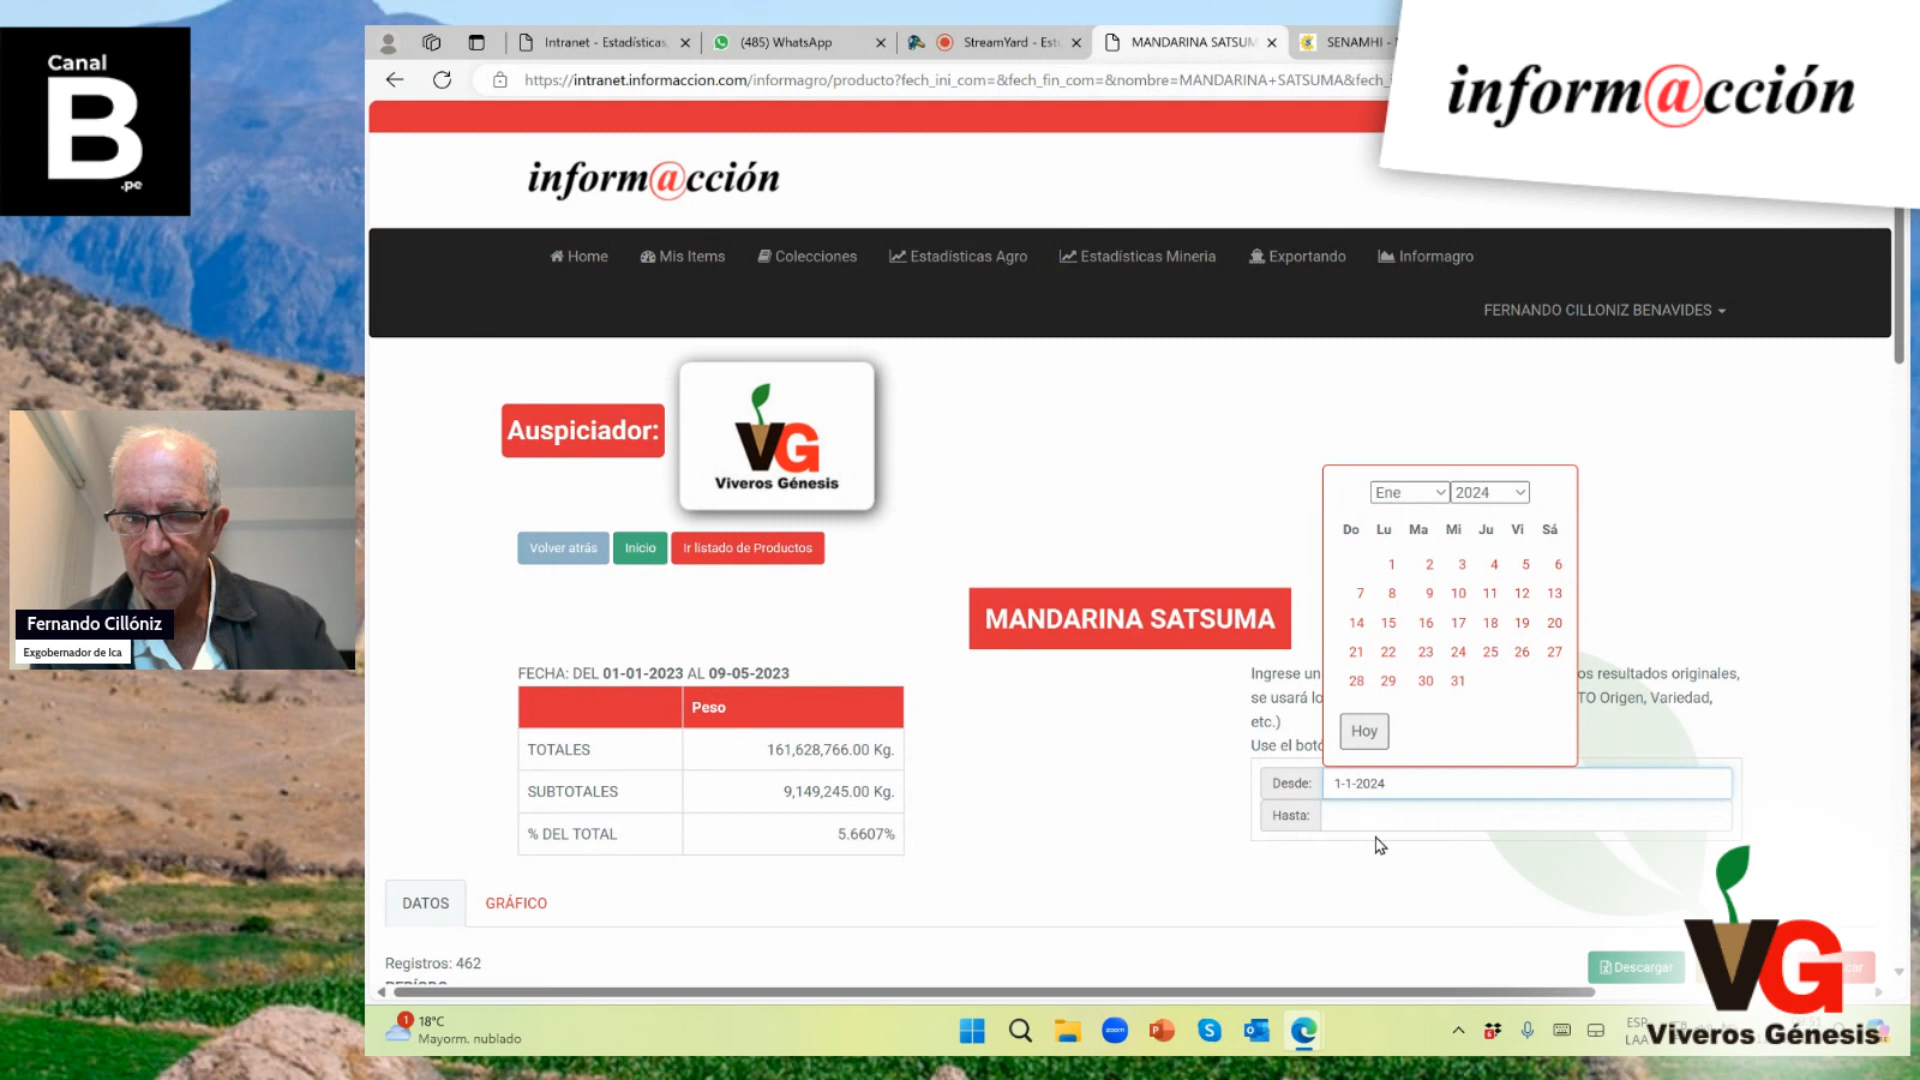 Canal
B
.pe
Intranet - Estadísticas,
(485) WhatsApp
StreamYard - Est
MANDARINA SATSUM
SENAMHI -
https://intranet.informaccion.com/informagro/producto?fech_ini_com=&fech_fin_com=&nombre=MANDARINA+SATSUMA&fech_
inform@cción
inform@cción
Home
Mis Items
Colecciones
Estadísticas Agro
Estadísticas Mineria
Exportando
Informagro
FERNANDO CILLONIZ BENAVIDES
Auspiciador:
VG
Viveros Génesis
Volver atrás
Inicio
Ir listado de Productos
MANDARINA SATSUMA
Ene
2024
Do Lu Ma Mi Ju Vi Sá
1 2 3 4 5 6
7 8 9 10 11 12 13
14 15 16 17 18 19 20
21 22 23 24 25 26 27
28 29 30 31
Hoy
FECHA: DEL 01-01-2023 AL 09-05-2023
Peso
TOTALES 161,628,766.00 Kg.
SUBTOTALES 9,149,245.00 Kg.
% DEL TOTAL 5.6607%
Ingrese un os resultados originales,
se usará lo TO Origen, Variedad,
etc.)
Use el botó
Desde: 1-1-2024
Hasta:
DATOS
GRÁFICO
Registros: 462
Descargar
car
Fernando Cillóniz
Exgobernador de Ica
1
18°C
Mayorm. nublado
zoom
ESP
LAA
VG
Viveros Génesis